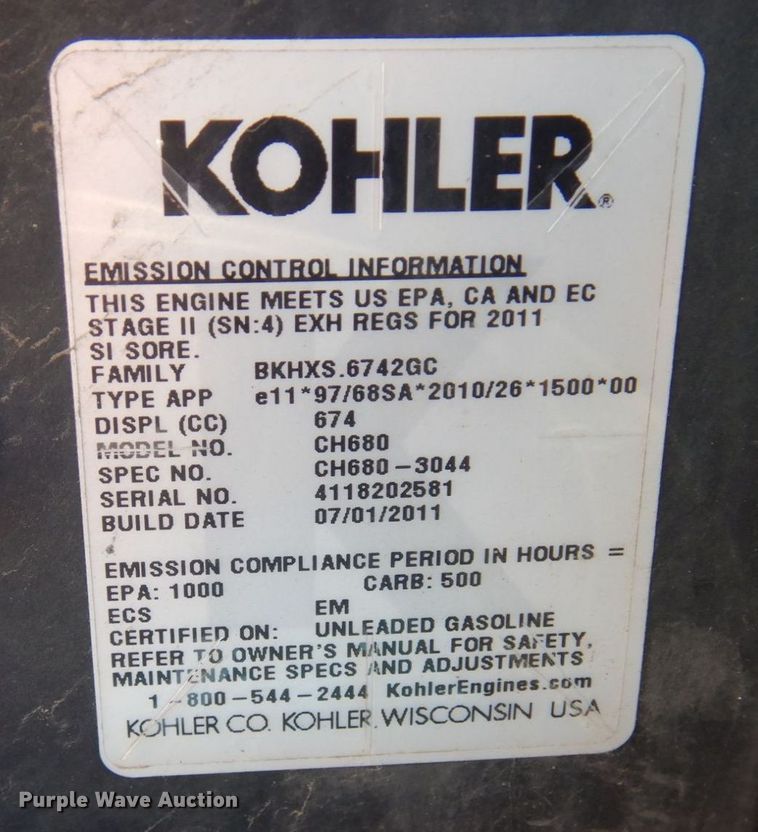 KOHLER®
EMISSION CONTROL INFORMATION
THIS ENGINE MEETS US EPA, CA AND EC
STAGE II (SN:4) EXH REGS FOR 2011
SI SORE.
FAMILY BKHXS.6742GC
TYPE APP e11*97/68SA*2010/26*1500*00
DISPL (CC) 674
MODEL NO. CH680
SPEC NO. CH680-3044
SERIAL NO. 4118202581
BUILD DATE 07/01/2011
EMISSION COMPLIANCE PERIOD IN HOURS =
EPA: 1000 CARB: 500
ECS EM
CERTIFIED ON: UNLEADED GASOLINE
REFER TO OWNER'S MANUAL FOR SAFETY,
MAINTENANCE SPECS AND ADJUSTMENTS
1-800-544-2444 KohlerEngines.com
KOHLER CO. KOHLER, WISCONSIN USA
Purple Wave Auction